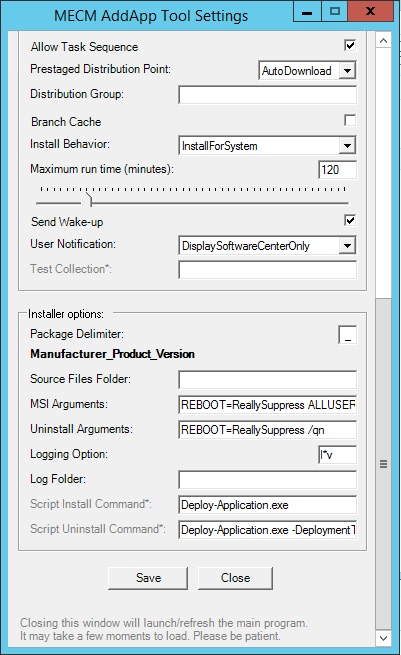 MECM AddApp Tool Settings
Allow Task Sequence
Prestaged Distribution Point: AutoDownload
Distribution Group:
Branch Cache
Install Behavior: InstallForSystem
Maximum run time (minutes): 120
Send Wake-up
User Notification: DisplaySoftwareCenterOnly
Test Collection*:
Installer options:
Package Delimiter: _
Manufacturer_Product_Version
Source Files Folder:
MSI Arguments: REBOOT=ReallySuppress ALLUSER
Uninstall Arguments: REBOOT=ReallySuppress /qn
Logging Option: l*v
Log Folder:
Script Install Command*: Deploy-Application.exe
Script Uninstall Command*: Deploy-Application.exe -DeploymentT
Save Close
Closing this window will launch/refresh the main program.
It may take a few moments to load. Please be patient.